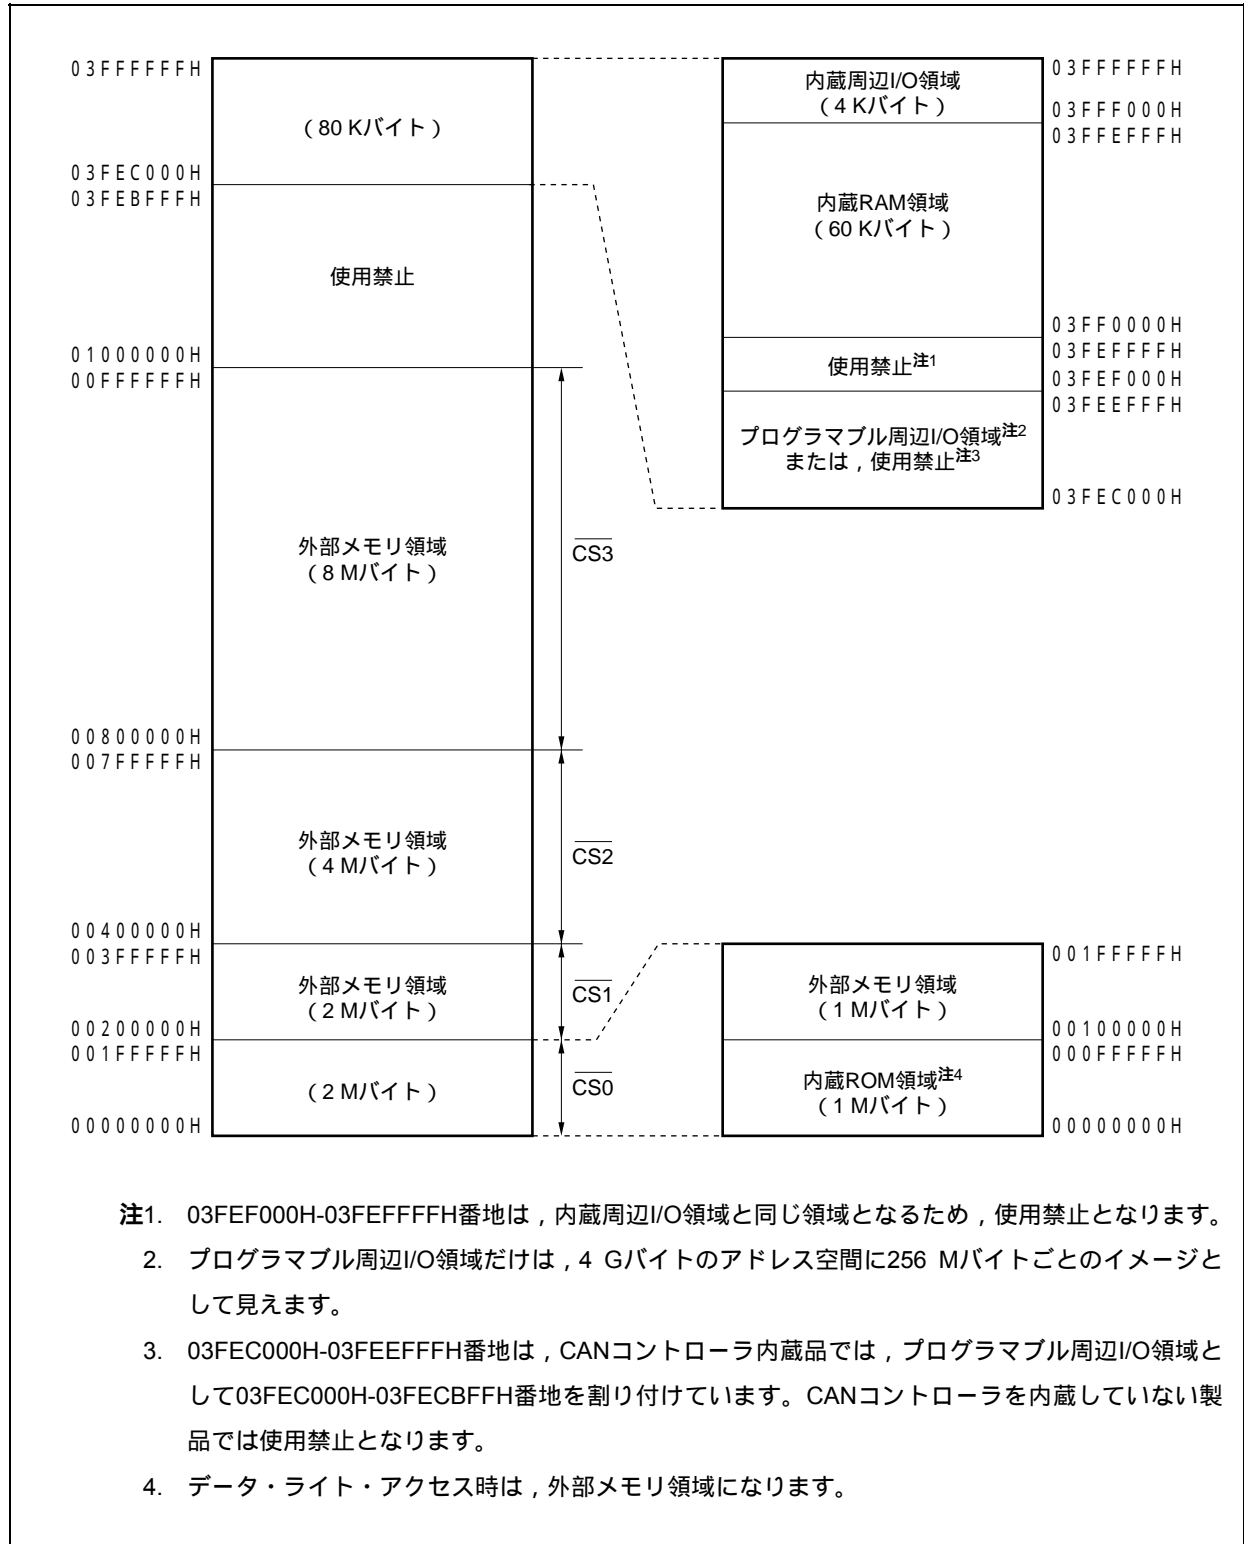 03FFFFFFH
(80 Kバイト)
03FEC000H
03FEBFFFH
使用禁止
01000000H
00FFFFFFH
外部メモリ領域
(8 Mバイト)
CS3
00800000H
007FFFFFH
外部メモリ領域
(4 Mバイト)
CS2
00400000H
003FFFFFH
外部メモリ領域
(2 Mバイト)
CS1
00200000H
001FFFFFH
(2 Mバイト)
CS0
00000000H
内蔵周辺I/O領域
(4 Kバイト)
03FFFFFFH
03FFF000H
03FFEFFFH
内蔵RAM領域
(60 Kバイト)
03FF0000H
03FEFFFFH
使用禁止注1
03FEF000H
03FEEFFFH
プログラマブル周辺I/O領域注2
または,使用禁止注3
03FEC000H
001FFFFFH
外部メモリ領域
(1 Mバイト)
00100000H
000FFFFFH
内蔵ROM領域注4
(1 Mバイト)
00000000H
注1. 03FEF000H-03FEFFFFH番地は,内蔵周辺I/O領域と同じ領域となるため,使用禁止となります。
2. プログラマブル周辺I/O領域だけは,4 Gバイトのアドレス空間に256 Mバイトごとのイメージと
して見えます。
3. 03FEC000H-03FEEFFFH番地は,CANコントローラ内蔵品では,プログラマブル周辺I/O領域と
して03FEC000H-03FECBFFH番地を割り付けています。CANコントローラを内蔵していない製
品では使用禁止となります。
4. データ・ライト・アクセス時は,外部メモリ領域になります。